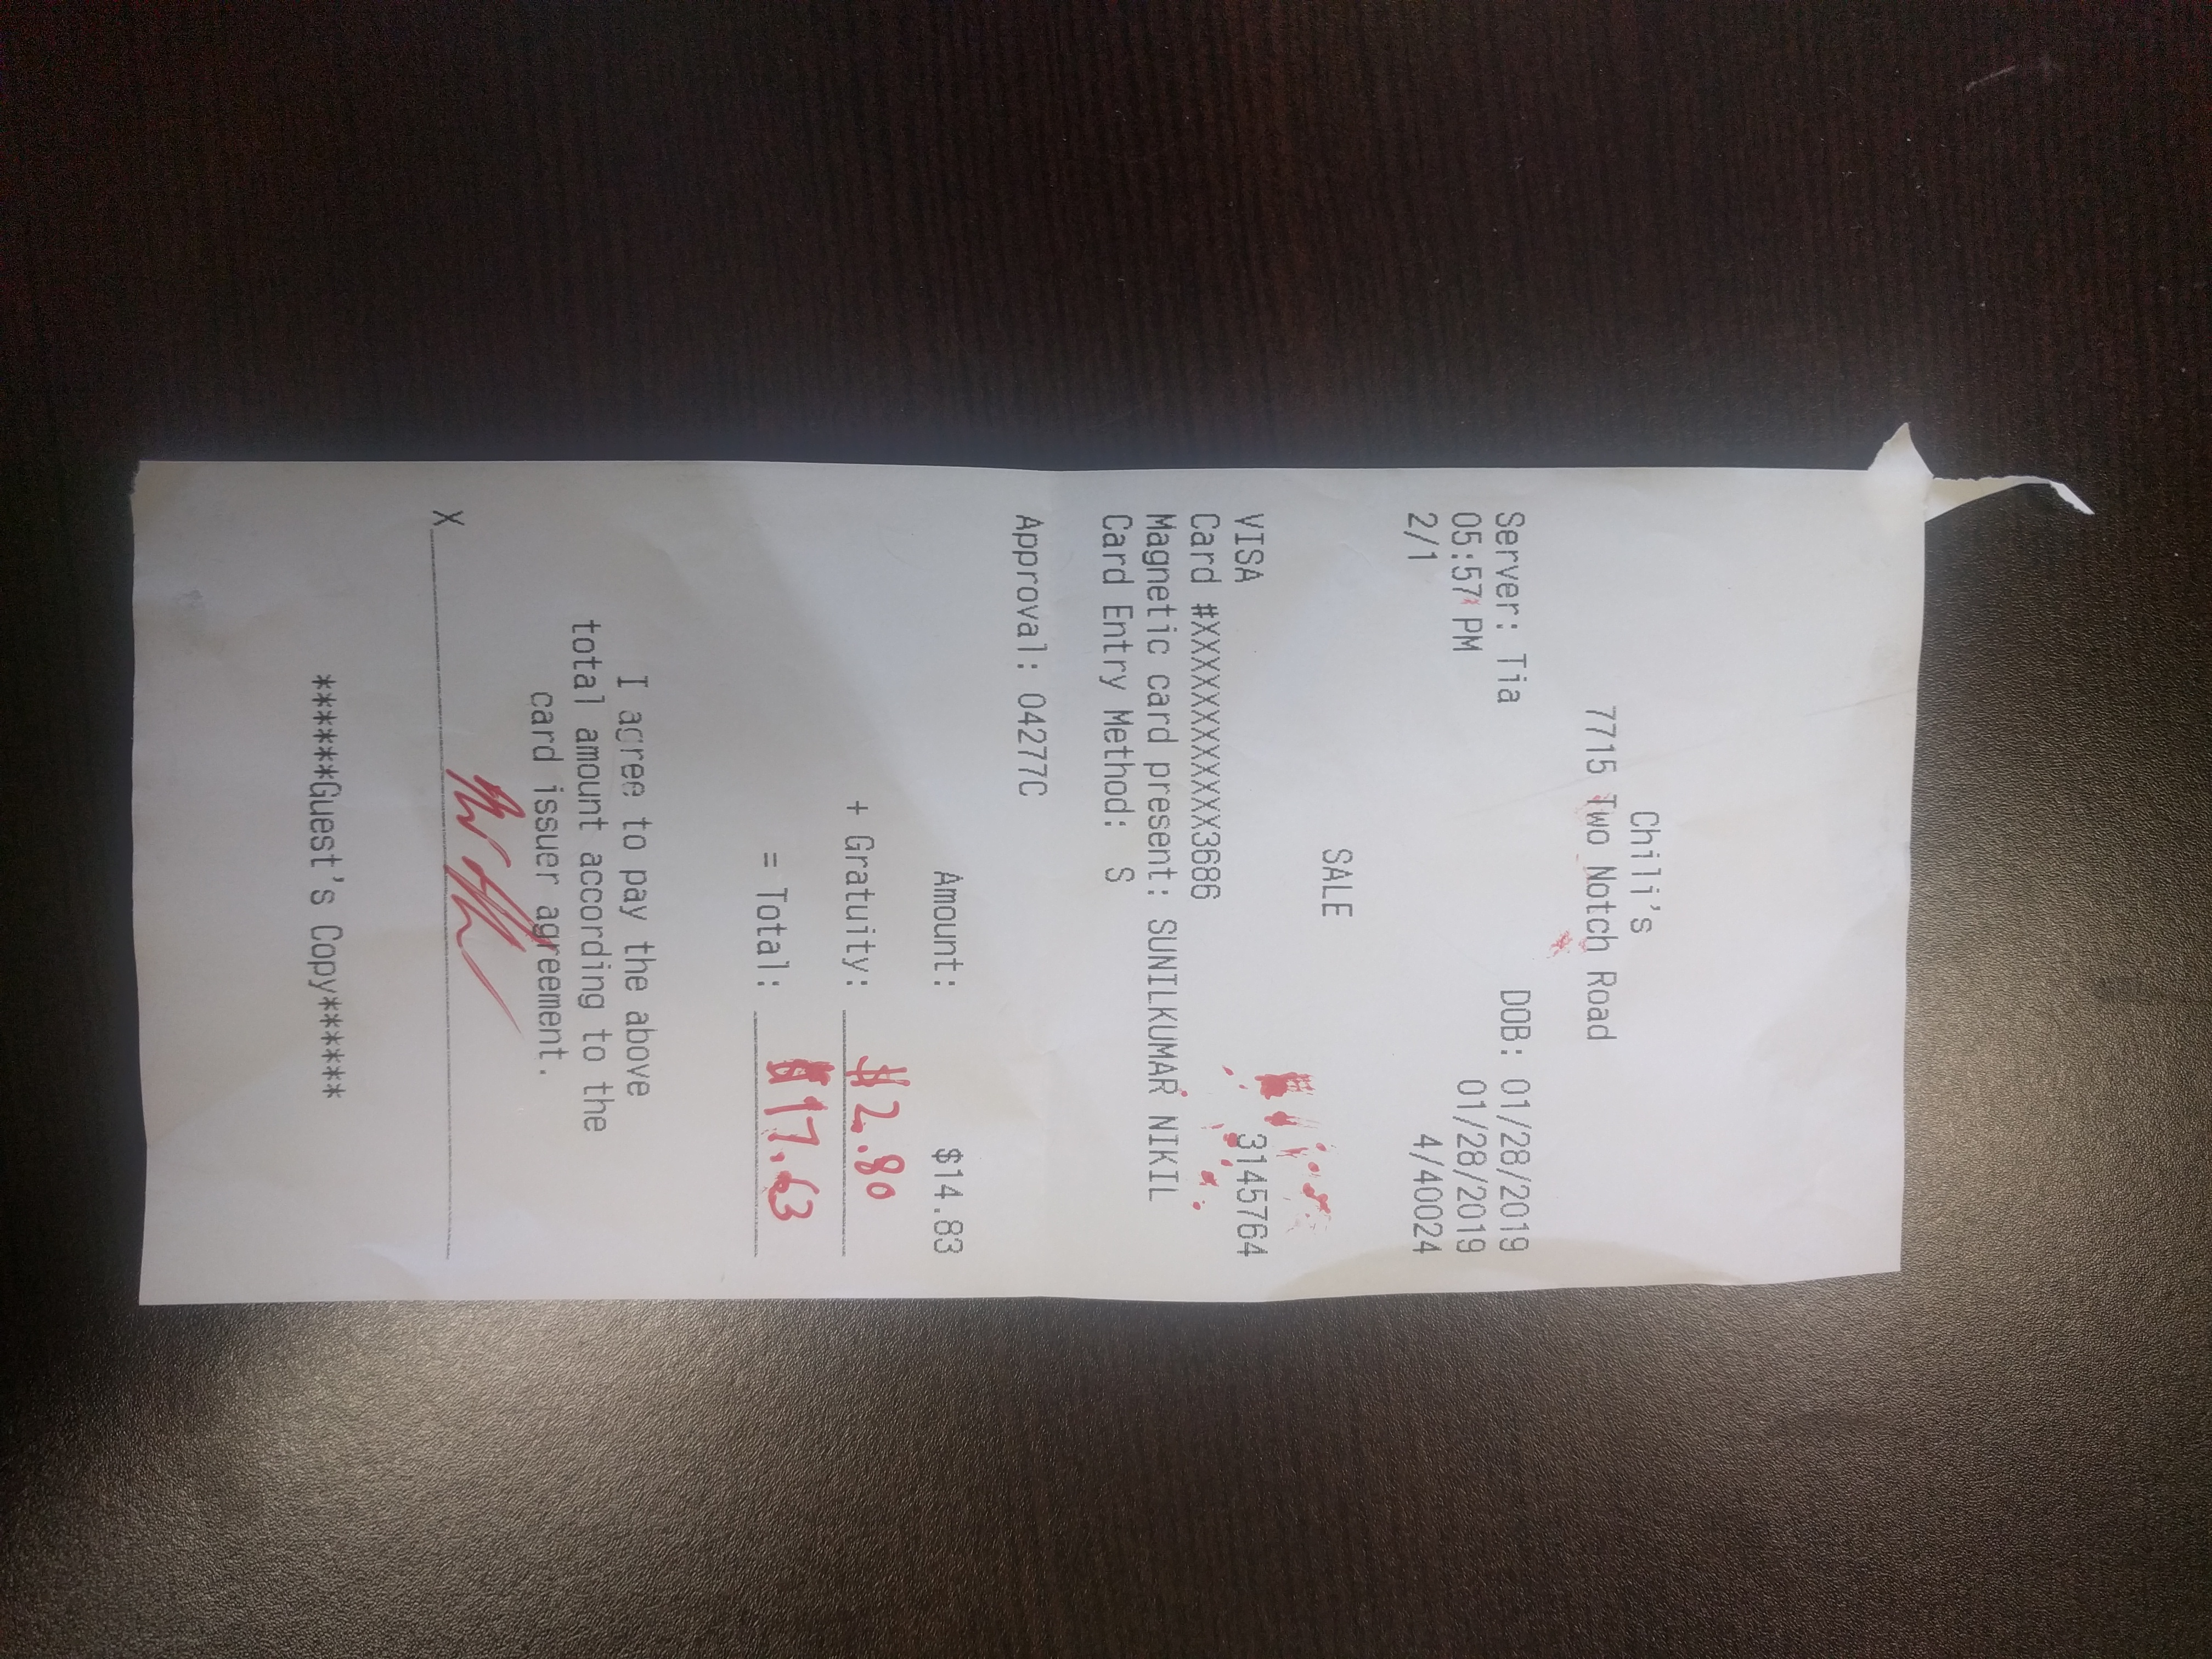 Chili's
7715 Two Notch Road
Server: Tia DOB: 01/28/2019
05:57 PM 01/28/2019
2/1 4/40024
SALE
VISA 3145764
Card #XXXXXXXXXXXX3686
Magnetic card present: SUNILKUMAR NIKIL
Card Entry Method: S
Approval: 04277C
Amount: $14.83
+ Gratuity: $2.80
= Total: $17.63
I agree to pay the above
total amount according to the
card issuer agreement.
X
******Guest's Copy******